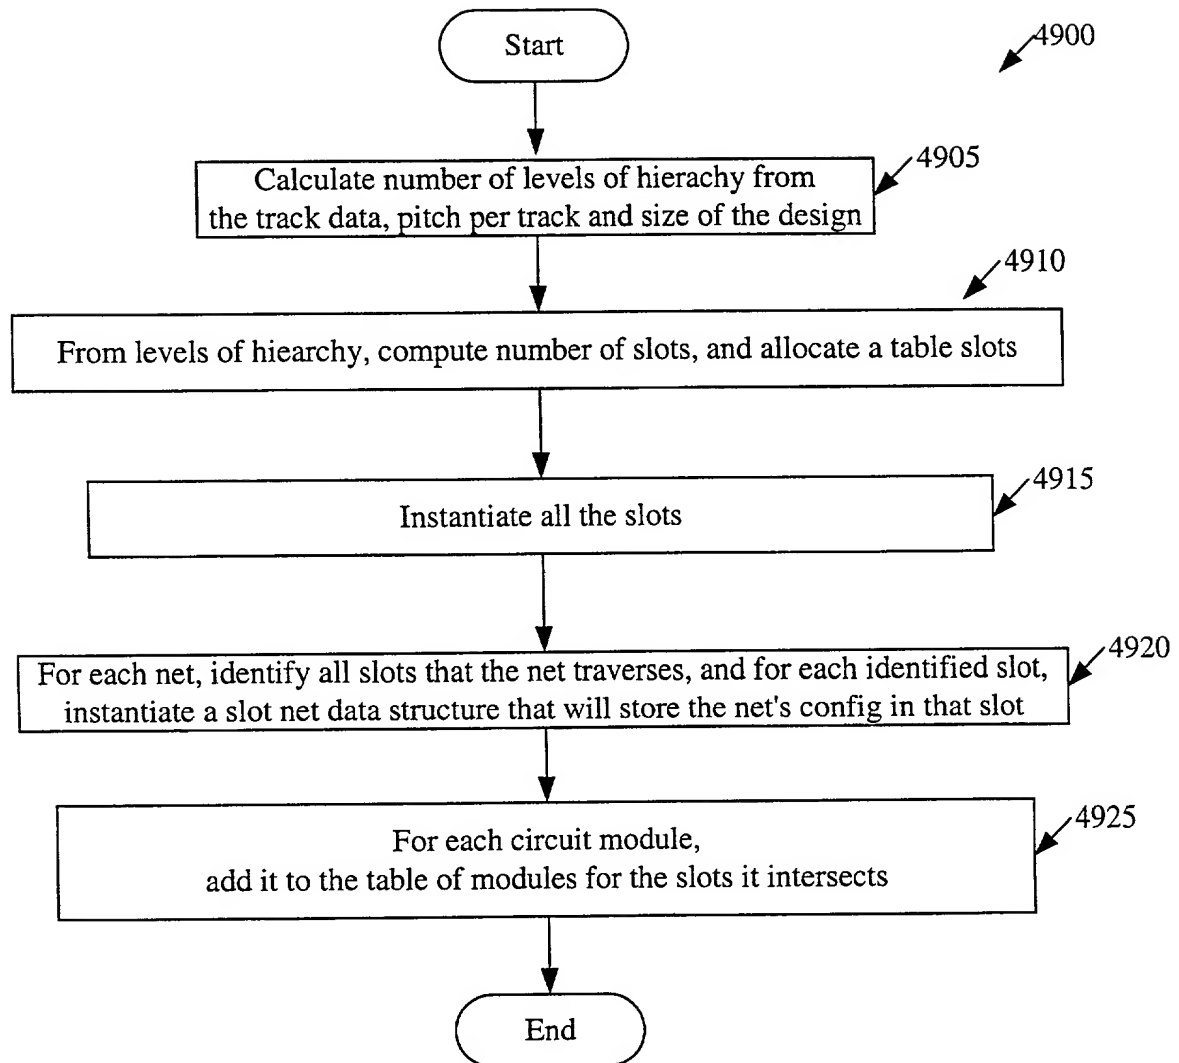 Start
4900
4905
Calculate number of levels of hierachy from
the track data, pitch per track and size of the design
4910
From levels of hiearchy, compute number of slots, and allocate a table slots
4915
Instantiate all the slots
4920
For each net, identify all slots that the net traverses, and for each identified slot,
instantiate a slot net data structure that will store the net's config in that slot
4925
For each circuit module,
add it to the table of modules for the slots it intersects
End